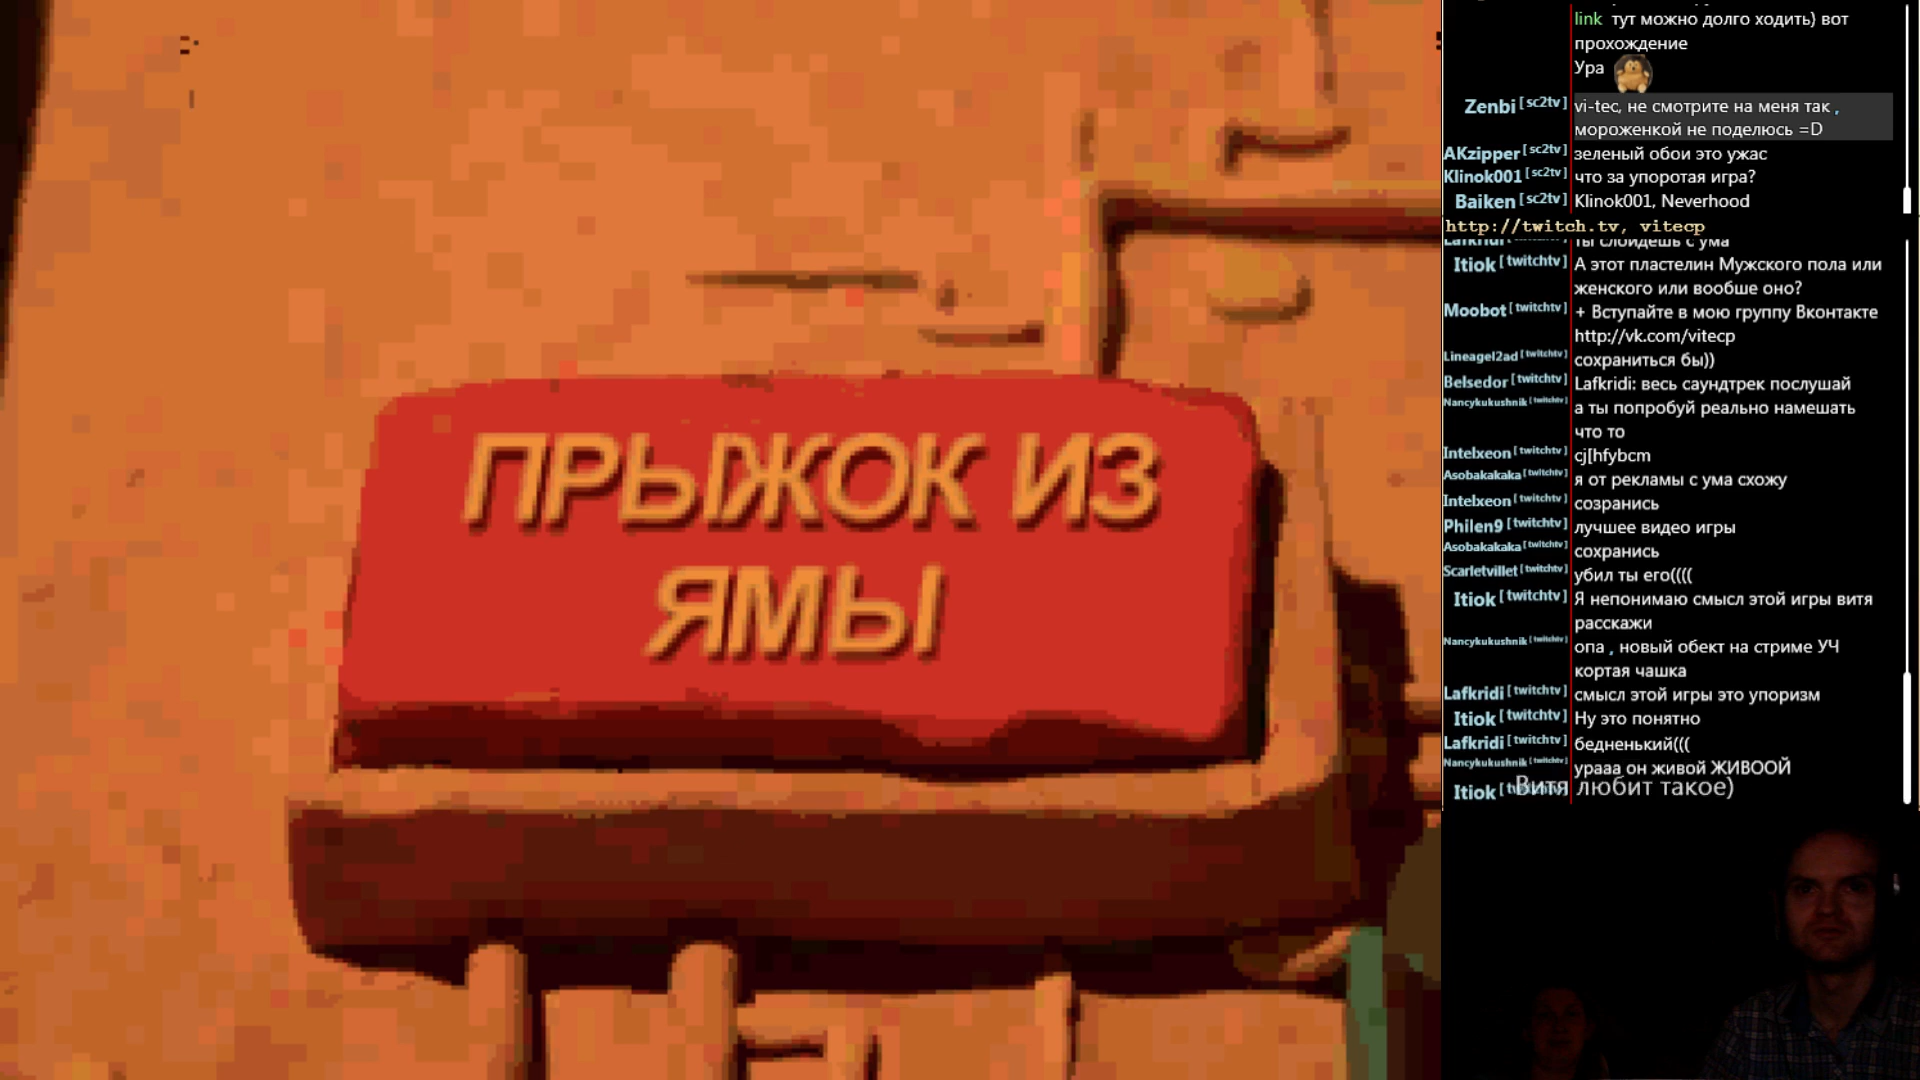 ПРЫЖОК ИЗ
ЯМЫ
link тут можно долго ходить) вот
прохождение
Ура
Zenbi [sc2tv] vi-tec, не смотрите на меня так ,
мороженкой не поделюсь =D
AKzipper [sc2tv] зеленый обои это ужас
Klinok001 [sc2tv] что за упоротая игра?
Baiken [sc2tv] Klinok001, Neverhood
http://twitch.tv, vitecp
Lafkridi ты слойдешь с ума
Itiok [twitchtv] А этот пластелин Мужского пола или
женского или вообше оно?
Moobot [twitchtv] + Вступайте в мою группу Вконтакте
http://vk.com/vitecp
Lineagel2ad [twitchtv] сохраниться бы))
Belsedor [twitchtv] Lafkridi: весь саундтрек послушай
Nancykukushnik [twitchtv] а ты попробуй реально намешать
что то
Intelxeon [twitchtv] cj[hfybcm
Asobakakaka [twitchtv] я от рекламы с ума схожу
Intelxeon [twitchtv] созранись
Philen9 [twitchtv] лучшее видео игры
Asobakakaka [twitchtv] сохранись
Scarletvillet [twitchtv] убил ты его((((
Itiok [twitchtv] Я непонимаю смысл этой игры витя
расскажи
Nancykukushnik [twitchtv] опа , новый обект на стриме УЧ
кортая чашка
Lafkridi [twitchtv] смысл этой игры это упоризм
Itiok [twitchtv] Ну это понятно
Lafkridi [twitchtv] бедненький(((
Nancykukushnik [twitchtv] урааа он живой ЖИВООЙ
Itiok Витя любит такое)